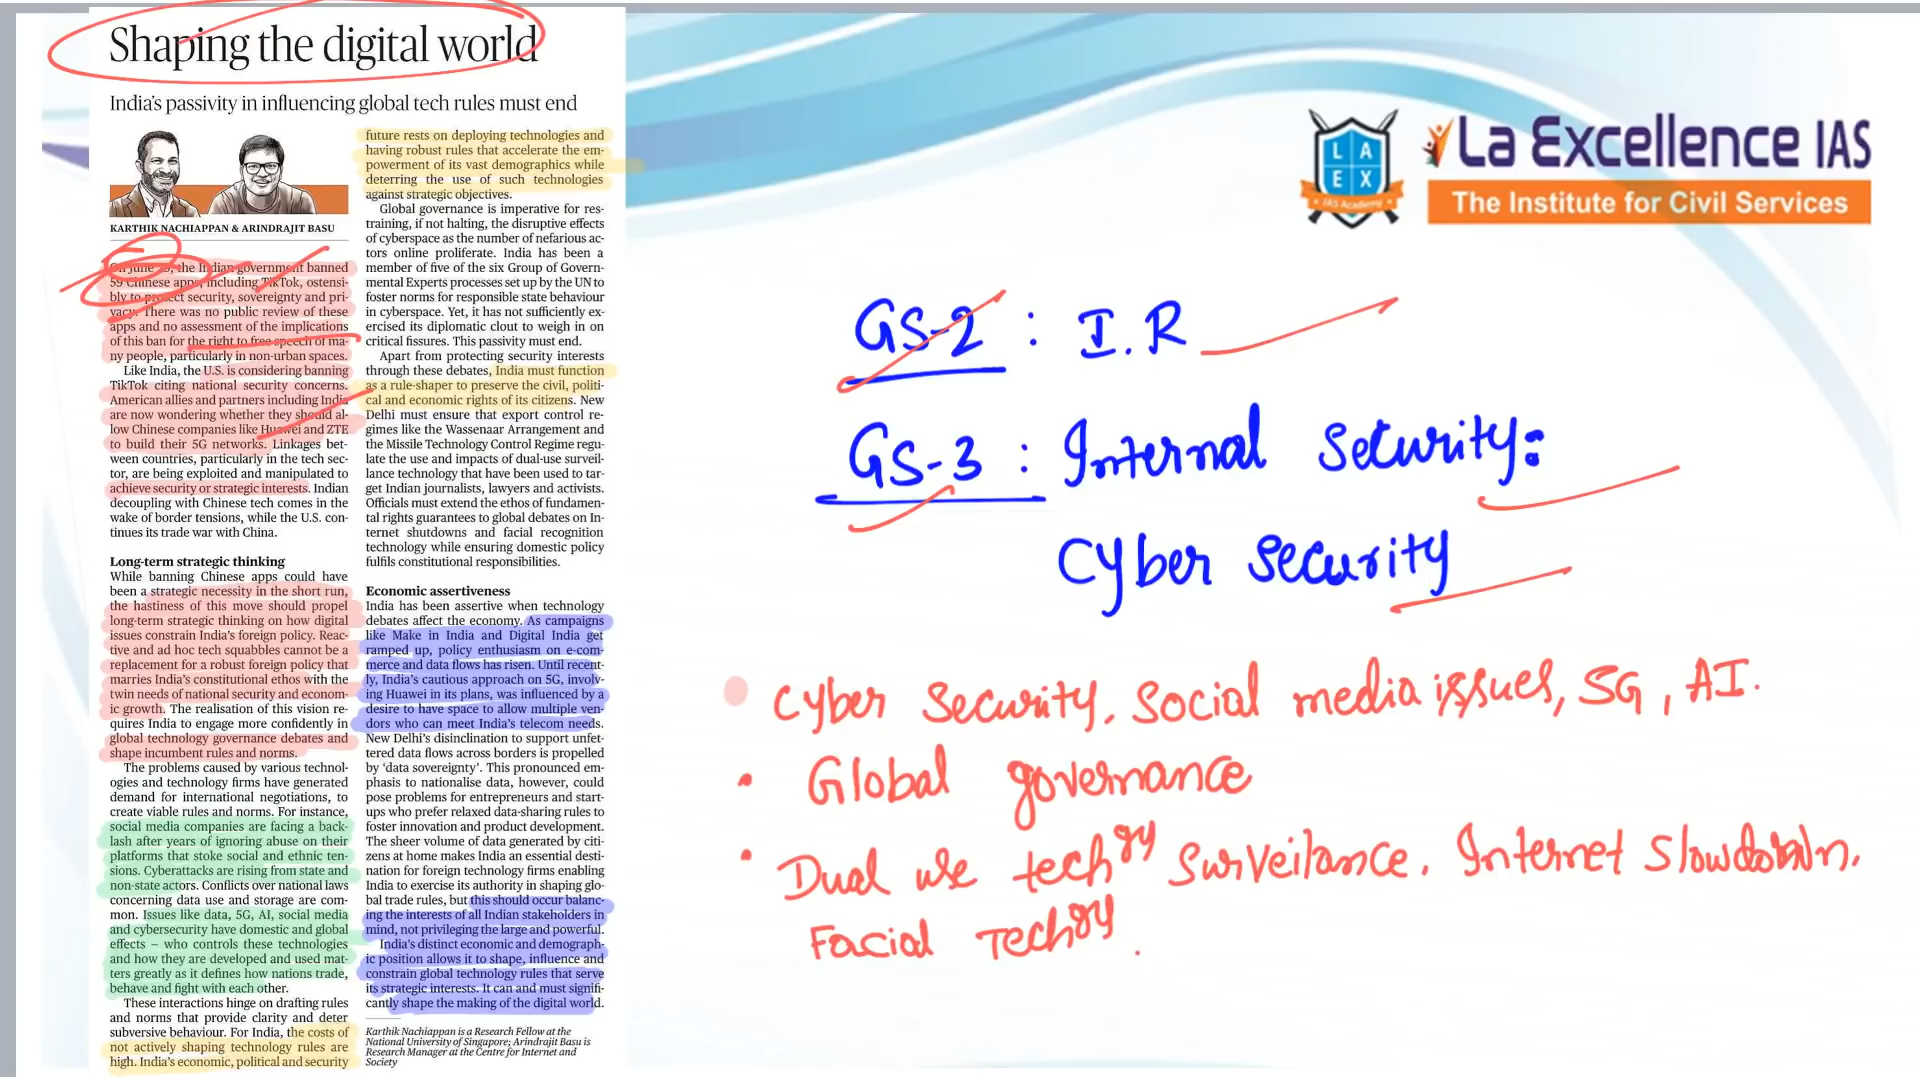 Shaping the digital world
India's passivity in influencing global tech rules must end
KARTHIK NACHIAPPAN & ARINDRAJIT BASU
On June 29, the Indian government banned
59 Chinese apps, including TikTok, ostensi-
bly to protect security, sovereignty and pri-
vacy. There was no public review of these
apps and no assessment of the implications
of this ban for the right to free speech of ma-
ny people, particularly in non-urban spaces.
Like India, the U.S. is considering banning
TikTok citing national security concerns.
American allies and partners including India
are now wondering whether they should al-
low Chinese companies like Huawei and ZTE
to build their 5G networks. Linkages bet-
ween countries, particularly in the tech sec-
tor, are being exploited and manipulated to
achieve security or strategic interests. Indian
decoupling with Chinese tech comes in the
wake of border tensions, while the U.S. con-
tinues its trade war with China.
Long-term strategic thinking
While banning Chinese apps could have
been a strategic necessity in the short run,
the hastiness of this move should propel
long-term strategic thinking on how digital
issues constrain India's foreign policy. Reac-
tive and ad hoc tech squabbles cannot be a
replacement for a robust foreign policy that
marries India's constitutional ethos with the
twin needs of national security and econom-
ic growth. The realisation of this vision re-
quires India to engage more confidently in
global technology governance debates and
shape incumbent rules and norms.
The problems caused by various technol-
ogies and technology firms have generated
demand for international negotiations, to
create viable rules and norms. For instance,
social media companies are facing a back-
lash after years of ignoring abuse on their
platforms that stoke social and ethnic ten-
sions. Cyberattacks are rising from state and
non-state actors. Conflicts over national laws
concerning data use and storage are com-
mon. Issues like data, 5G, AI, social media
and cybersecurity have domestic and global
effects – who controls these technologies
and how they are developed and used mat-
ters greatly as it defines how nations trade,
behave and fight with each other.
These interactions hinge on drafting rules
and norms that provide clarity and deter
subversive behaviour. For India, the costs of
not actively shaping technology rules are
high. India's economic, political and security
future rests on deploying technologies and
having robust rules that accelerate the em-
powerment of its vast demographics while
deterring the use of such technologies
against strategic objectives.
Global governance is imperative for res-
training, if not halting, the disruptive effects
of cyberspace as the number of nefarious ac-
tors online proliferate. India has been a
member of five of the six Group of Govern-
mental Experts processes set up by the UN to
foster norms for responsible state behaviour
in cyberspace. Yet, it has not sufficiently ex-
ercised its diplomatic clout to weigh in on
critical fissures. This passivity must end.
Apart from protecting security interests
through these debates, India must function
as a rule-shaper to preserve the civil, politi-
cal and economic rights of its citizens. New
Delhi must ensure that export control re-
gimes like the Wassenaar Arrangement and
the Missile Technology Control Regime regu-
late the use and impacts of dual-use surveil-
lance technology that have been used to tar-
get Indian journalists, lawyers and activists.
Officials must extend the ethos of fundamen-
tal rights guarantees to global debates on In-
ternet shutdowns and facial recognition
technology while ensuring domestic policy
fulfils constitutional responsibilities.
Economic assertiveness
India has been assertive when technology
debates affect the economy. As campaigns
like Make in India and Digital India get
ramped up, policy enthusiasm on e-com-
merce and data flows has risen. Until recent-
ly, India's cautious approach on 5G, involv-
ing Huawei in its plans, was influenced by a
desire to have space to allow multiple ven-
dors who can meet India's telecom needs.
New Delhi's disinclination to support unfet-
tered data flows across borders is propelled
by 'data sovereignty'. This pronounced em-
phasis to nationalise data, however, could
pose problems for entrepreneurs and start-
ups who prefer relaxed data-sharing rules to
foster innovation and product development.
The sheer volume of data generated by citi-
zens at home makes India an essential desti-
nation for foreign technology firms enabling
India to exercise its authority in shaping glo-
bal trade rules, but this should occur balanc-
ing the interests of all Indian stakeholders in
mind, not privileging the large and powerful.
India's distinct economic and demograph-
ic position allows it to shape, influence and
constrain global technology rules that serve
its strategic interests. It can and must signifi-
cantly shape the making of the digital world.
Karthik Nachiappan is a Research Fellow at the
National University of Singapore; Arindrajit Basu is
Research Manager at the Centre for Internet and
Society
L A
E X
IAS Academy
La Excellence IAS
The Institute for Civil Services
GS-2 : I.R
GS-3 : Internal Security:
Cyber Security
Cyber Security, Social media issues, 5G, AI.
• Global governance
• Dual use techgy Surveilance, Internet Slowdown,
Facial Techgy.